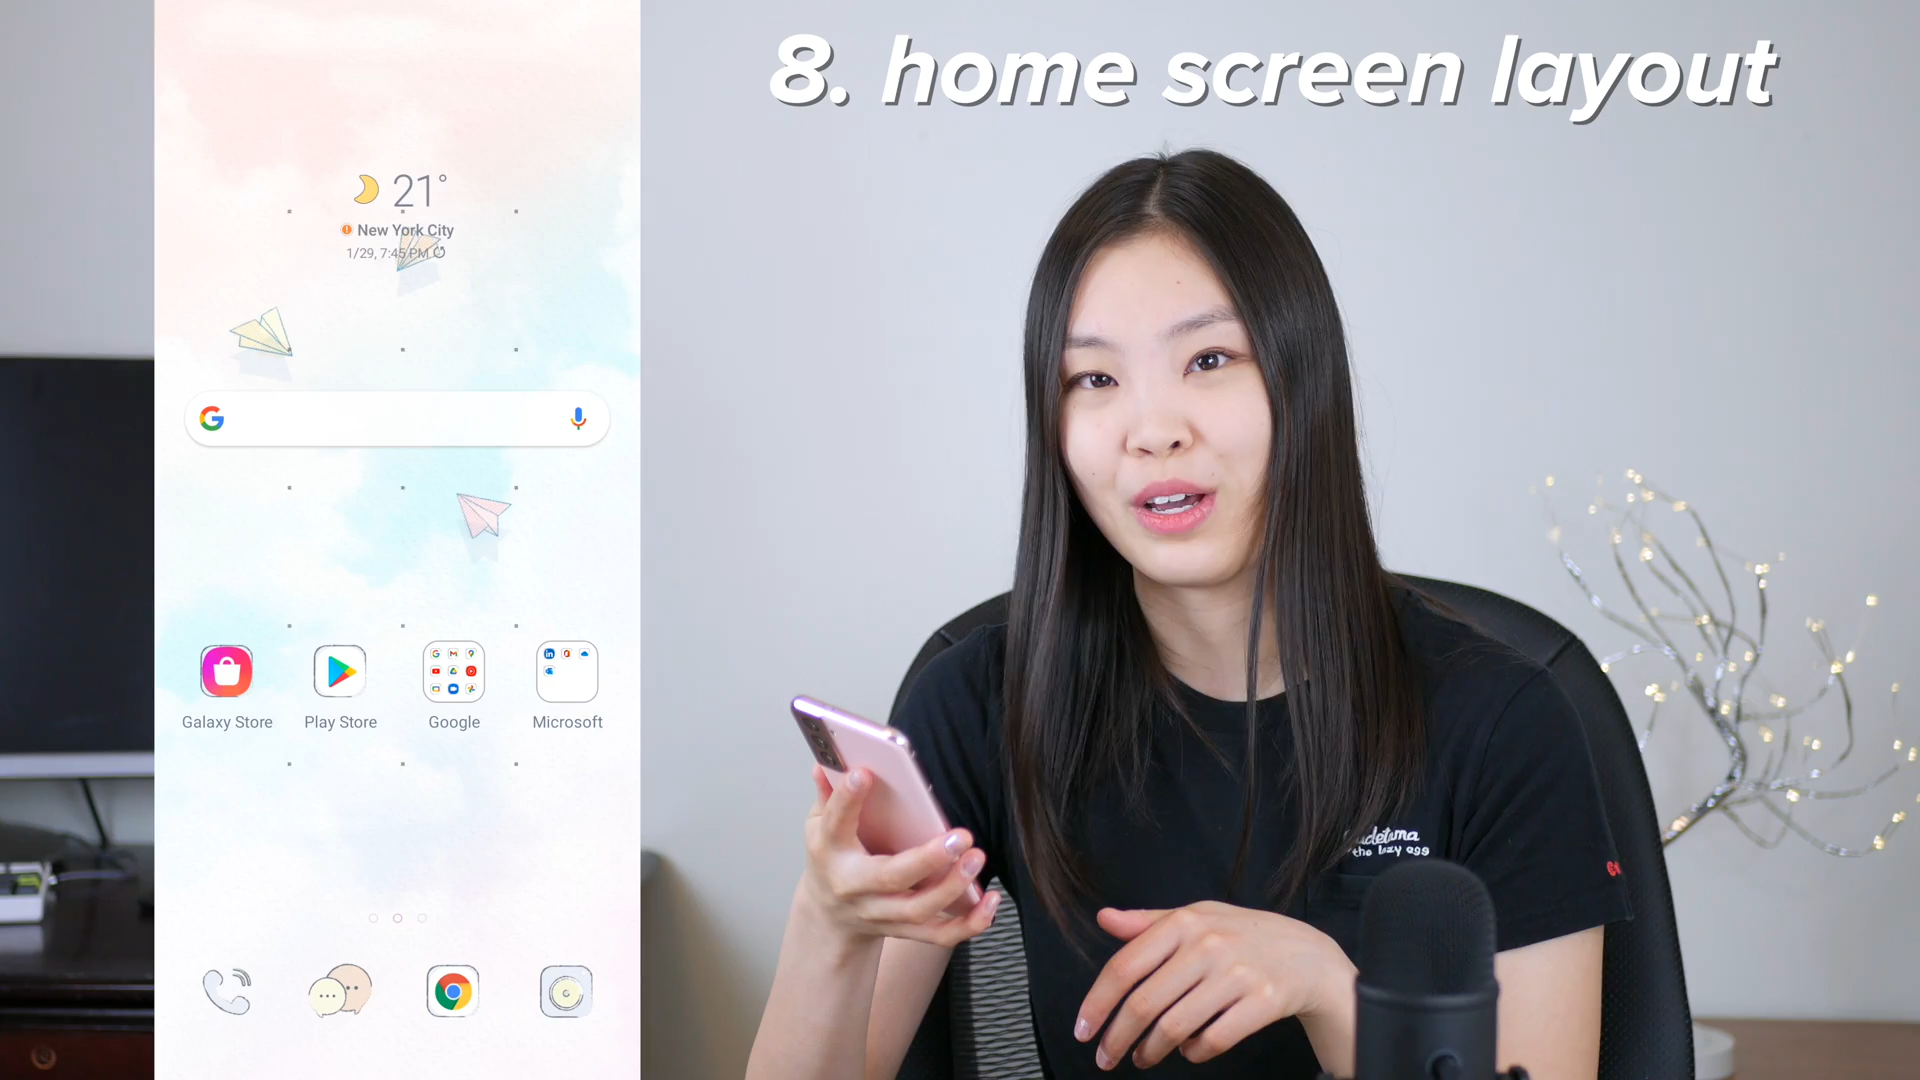 8. home screen layout
21°
New York City
1/29, 7:45 PM
Galaxy Store
Play Store
Google
Microsoft
the lazy egg